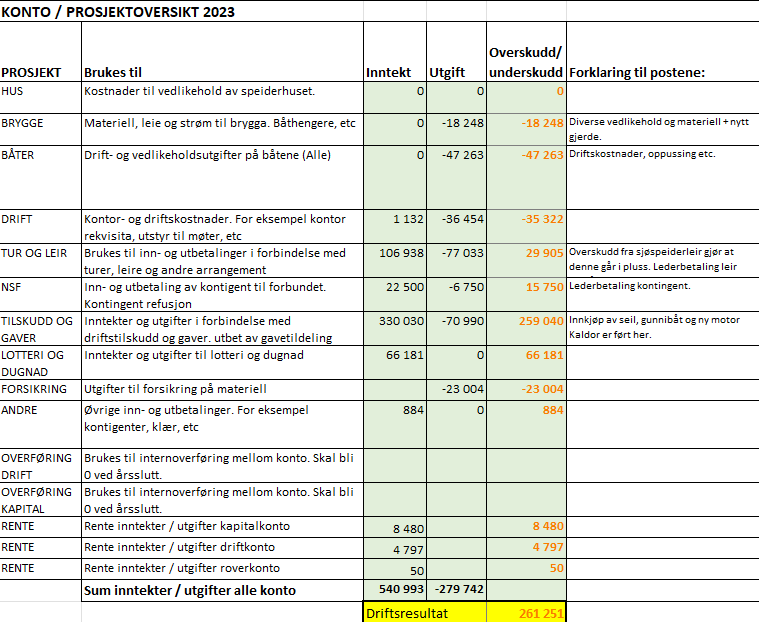 KONTO / PROSJEKTOVERSIKT 2023
PROSJEKT Brukes til Inntekt Utgift Overskudd/ underskudd Forklaring til postene:
HUS Kostnader til vedlikehold av speiderhuset. 0 0 0
BRYGGE Materiell, leie og strøm til brygga. Båthengere, etc 0 -18 248 -18 248 Diverse vedlikehold og materiell + nytt
gjerde.
BÅTER Drift- og vedlikeholdsutgifter på båtene (Alle) 0 -47 263 -47 263 Driftskostnader, oppussing etc.
DRIFT Kontor- og driftskostnader. For eksempel kontor 1 132 -36 454 -35 322
rekvisita, utstyr til møter, etc
TUR OG LEIR Brukes til inn- og utbetalinger i forbindelse med 106 938 -77 033 29 905 Overskudd fra sjøspeiderleir gjør at
turer, leire og andre arrangement denne går i pluss. Lederbetaling leir
NSF Inn- og utbetaling av kontigent til forbundet. 22 500 -6 750 15 750 Lederbetaling kontingent.
Kontingent refusjon
TILSKUDD OG Inntekter og utgifter i forbindelse med 330 030 -70 990 259 040 Innkjøp av seil, gunnibåt og ny motor
GAVER driftstilskudd og gaver. utbet av gavetildeling Kaldor er ført her.
LOTTERI OG Inntekter og utgifter til lotteri og dugnad 66 181 0 66 181
DUGNAD
FORSIKRING Utgifter til forsikring på materiell -23 004 -23 004
ANDRE Øvrige inn- og utbetalinger. For eksempel 884 0 884
kontigenter, klær, etc
OVERFØRING Brukes til internoverføring mellom konto. Skal bli
DRIFT 0 ved årsslutt.
OVERFØRING Brukes til internoverføring mellom konto. Skal bli
KAPITAL 0 ved årsslutt.
RENTE Rente inntekter / utgifter kapitalkonto 8 480 8 480
RENTE Rente inntekter / utgifter driftkonto 4 797 4 797
RENTE Rente inntekter / utgifter roverkonto 50 50
Sum inntekter / utgifter alle konto 540 993 -279 742
Driftsresultat 261 251